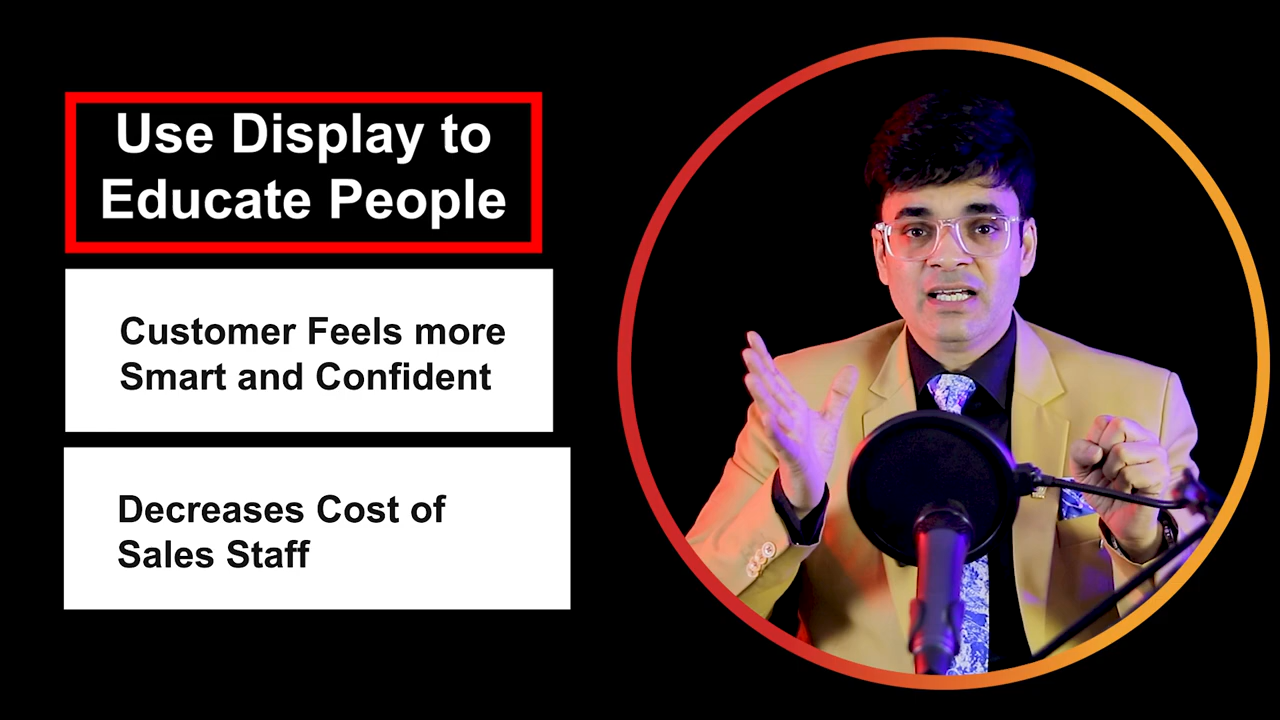 Use Display to
Educate People
Customer Feels more
Smart and Confident
Decreases Cost of
Sales Staff